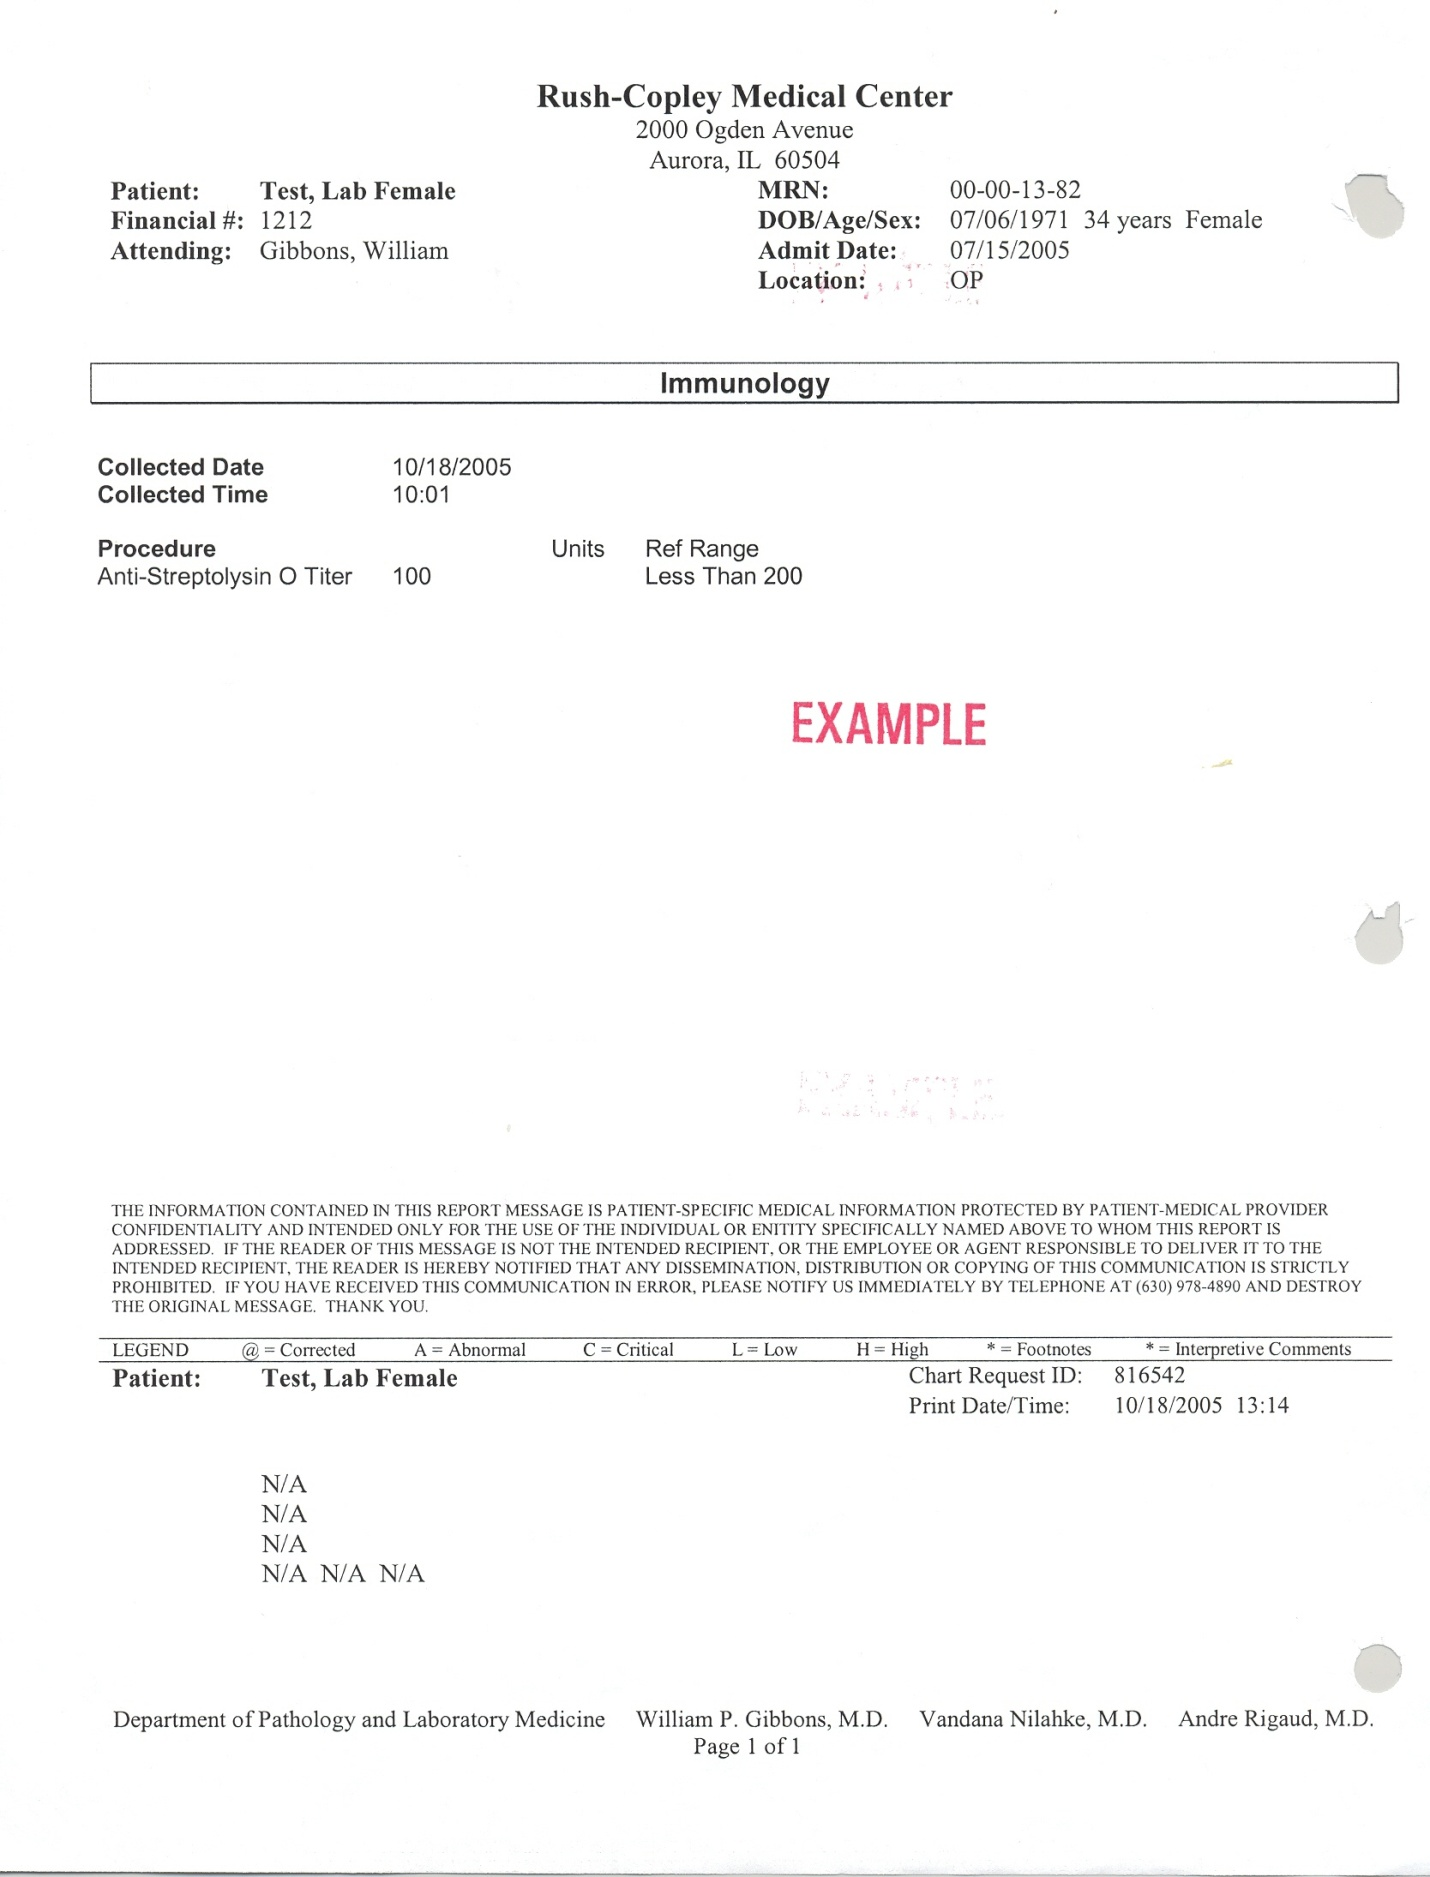 Rush-Copley Medical Center
2000 Ogden Avenue
Aurora, IL 60504
Patient: Test, Lab Female MRN: 00-00-13-82
Financial #: 1212 DOB/Age/Sex: 07/06/1971 34 years Female
Attending: Gibbons, William Admit Date: 07/15/2005
Location: OP
Immunology
Collected Date 10/18/2005
Collected Time 10:01
Procedure Units Ref Range
Anti-Streptolysin O Titer 100 Less Than 200
EXAMPLE
THE INFORMATION CONTAINED IN THIS REPORT MESSAGE IS PATIENT-SPECIFIC MEDICAL INFORMATION PROTECTED BY PATIENT-MEDICAL PROVIDER
CONFIDENTIALITY AND INTENDED ONLY FOR THE USE OF THE INDIVIDUAL OR ENTITY SPECIFICALLY NAMED ABOVE TO WHOM THIS REPORT IS
ADDRESSED. IF THE READER OF THIS MESSAGE IS NOT THE INTENDED RECIPIENT, OR THE EMPLOYEE OR AGENT RESPONSIBLE TO DELIVER IT TO THE
INTENDED RECIPIENT, THE READER IS HEREBY NOTIFIED THAT ANY DISSEMINATION, DISTRIBUTION OR COPYING OF THIS COMMUNICATION IS STRICTLY
PROHIBITED. IF YOU HAVE RECEIVED THIS COMMUNICATION IN ERROR, PLEASE NOTIFY US IMMEDIATELY BY TELEPHONE AT (630) 978-4890 AND DESTROY
THE ORIGINAL MESSAGE. THANK YOU.
LEGEND @ = Corrected A = Abnormal C = Critical L = Low H = High * = Footnotes * = Interpretive Comments
Patient: Test, Lab Female Chart Request ID: 816542
Print Date/Time: 10/18/2005 13:14
N/A
N/A
N/A
N/A N/A N/A
Department of Pathology and Laboratory Medicine William P. Gibbons, M.D. Vandana Nilahke, M.D. Andre Rigaud, M.D.
Page 1 of 1